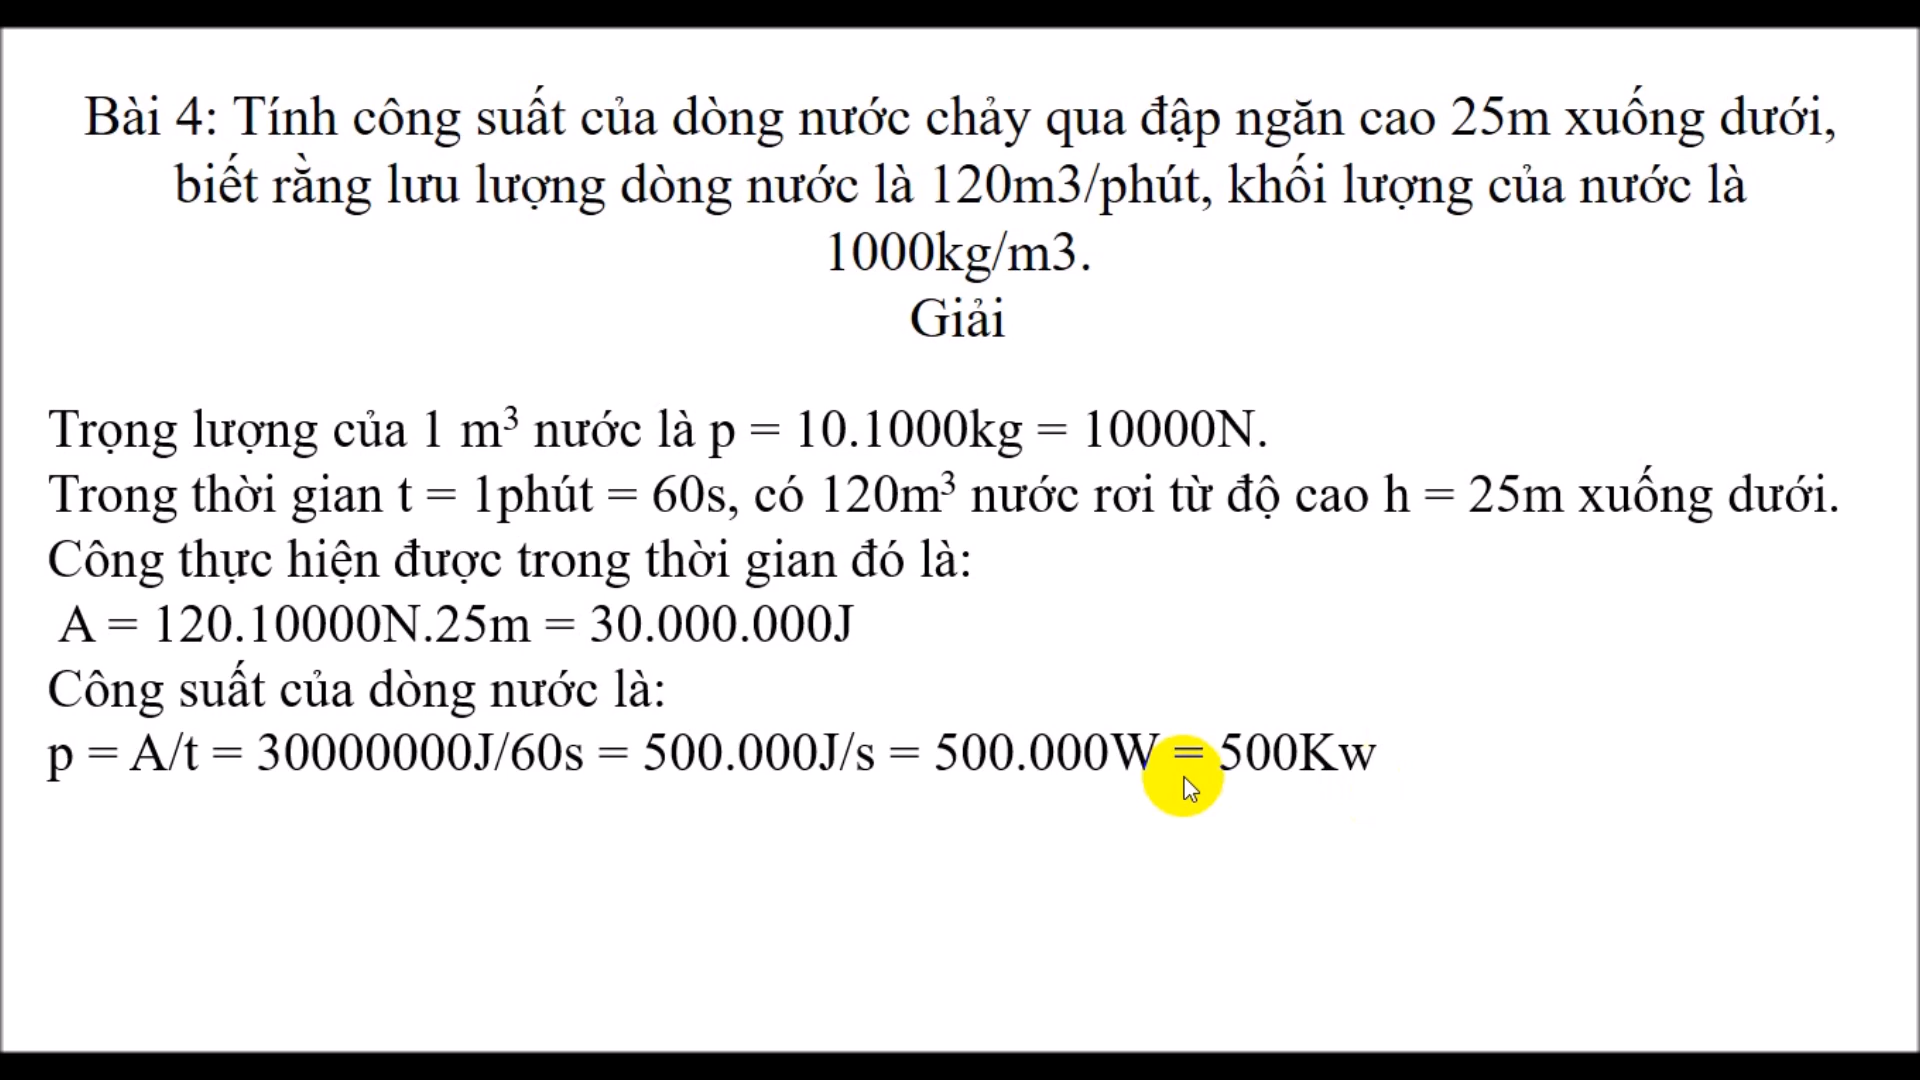 Bài 4: Tính công suất của dòng nước chảy qua đập ngăn cao 25m xuống dưới,
biết rằng lưu lượng dòng nước là 120m3/phút, khối lượng của nước là
1000kg/m3.
Giải
Trọng lượng của 1 m³ nước là p = 10.1000kg = 10000N.
Trong thời gian t = 1phút = 60s, có 120m³ nước rơi từ độ cao h = 25m xuống dưới.
Công thực hiện được trong thời gian đó là:
A = 120.10000N.25m = 30.000.000J
Công suất của dòng nước là:
p = A/t = 30000000J/60s = 500.000J/s = 500.000W = 500Kw